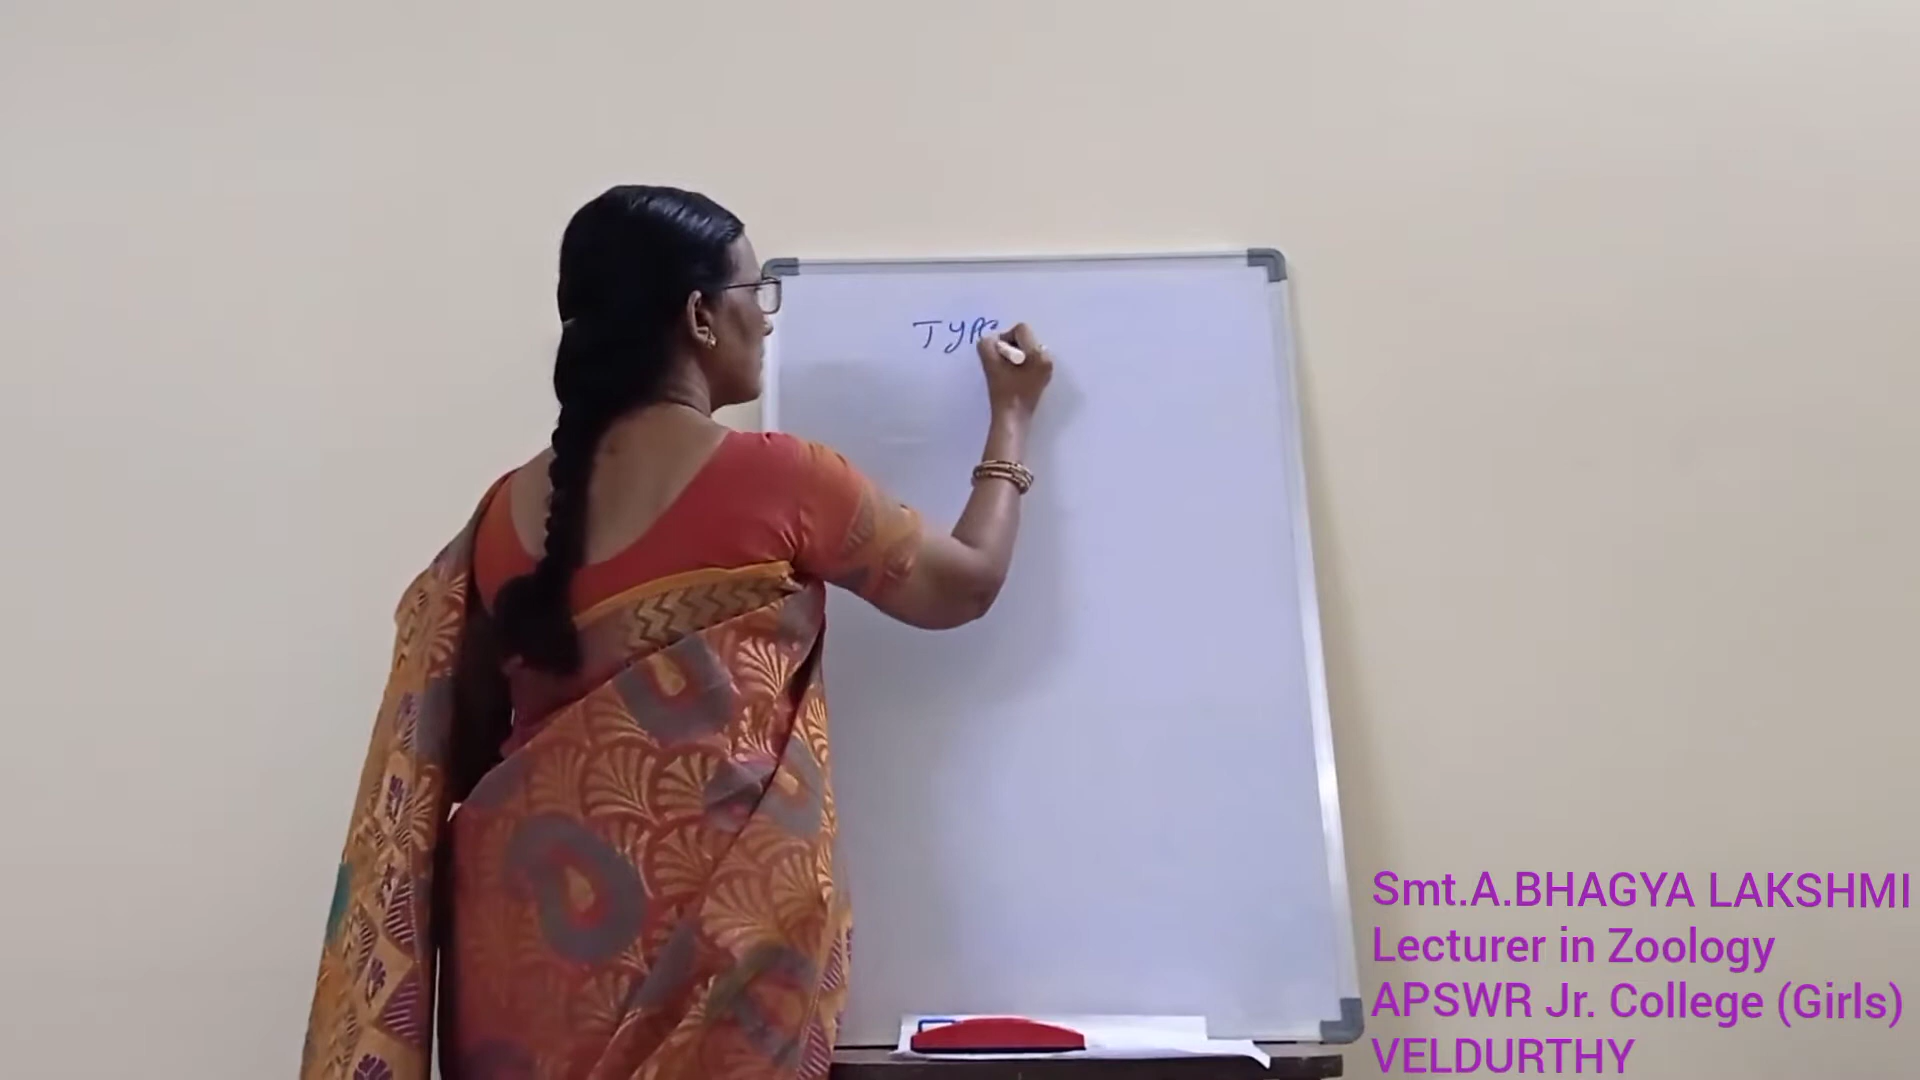 TYP
Smt.A.BHAGYA LAKSHMI
Lecturer in Zoology
APSWR Jr. College (Girls)
VELDURTHY